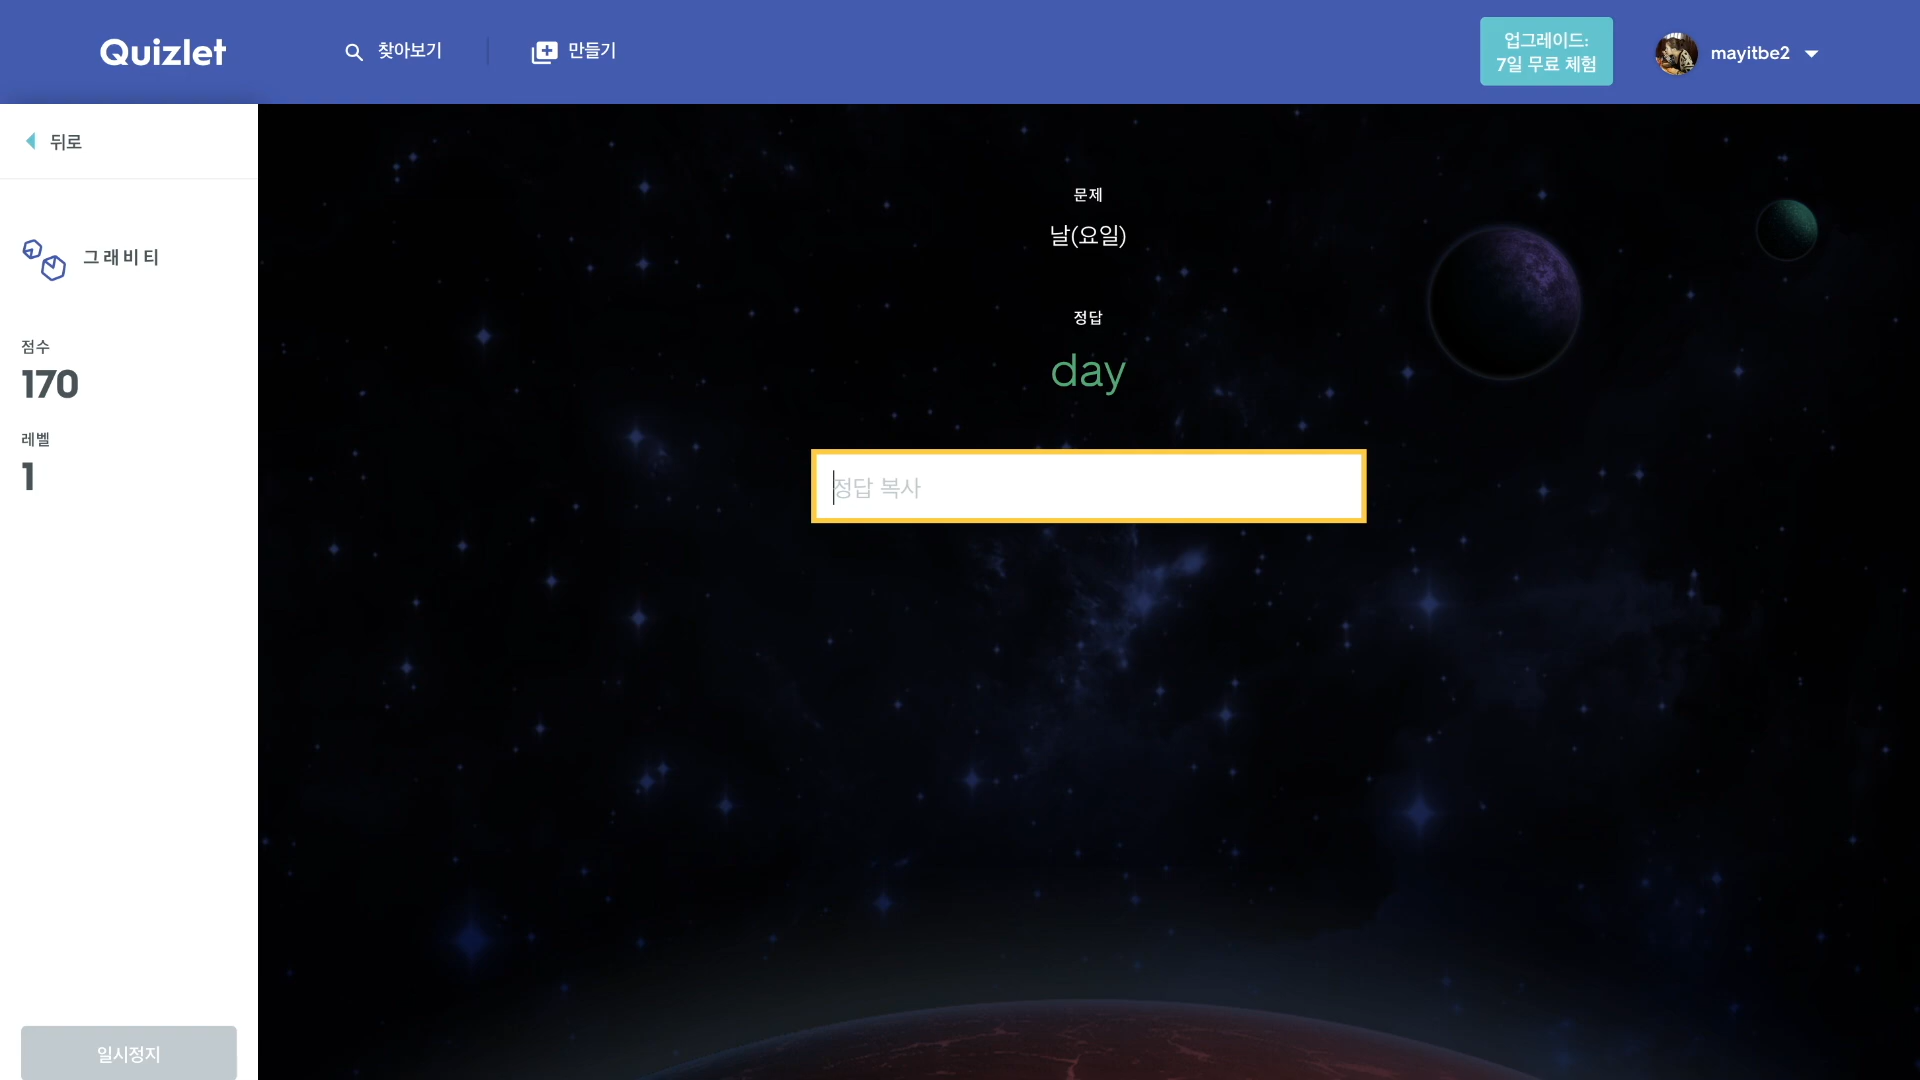 Quizlet
찾아보기
만들기
업그레이드:
7일 무료 체험
mayitbe2
뒤로
그래비티
점수
170
레벨
1
문제
날(요일)
정답
day
정답 복사
일시정지